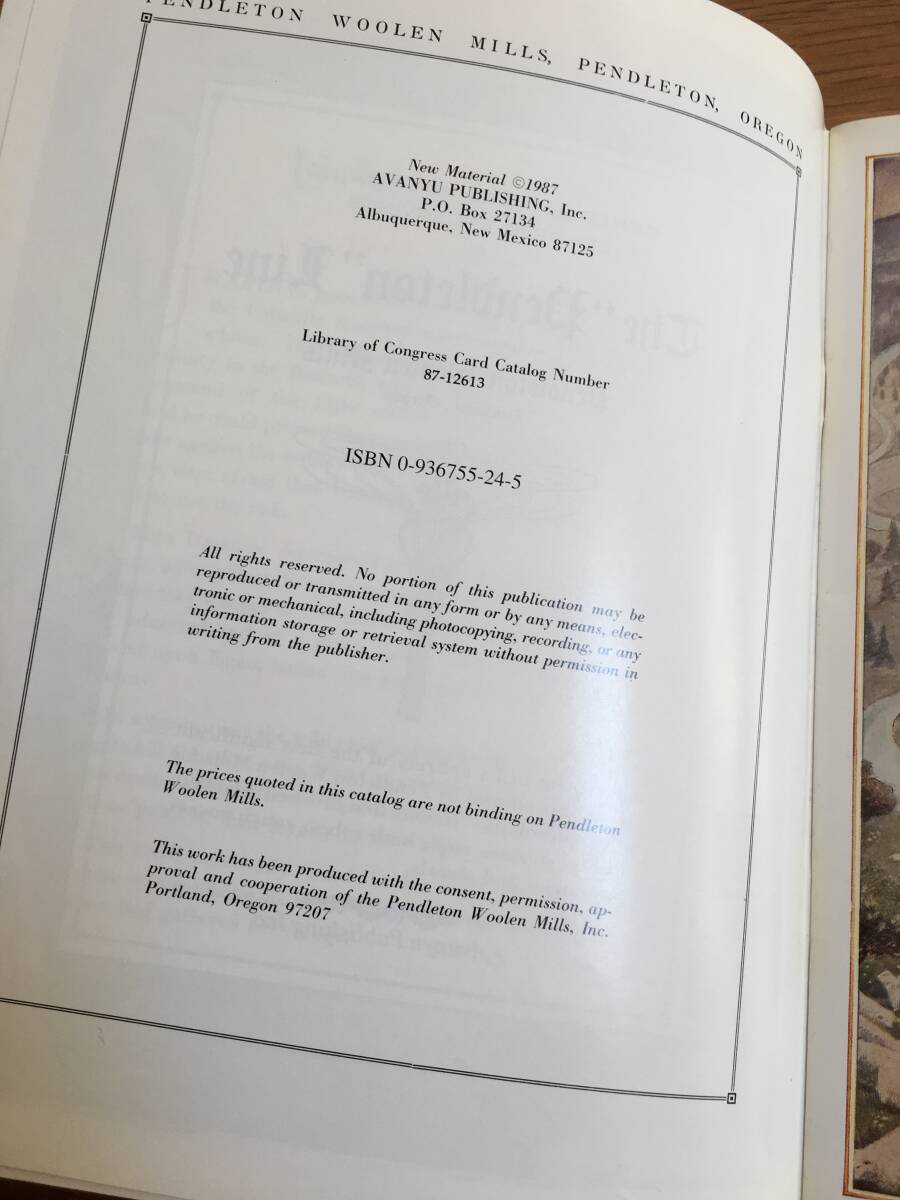 PENDLETON WOOLEN MILLS, PENDLETON, OREGON
New Material ©1987
AVANYU PUBLISHING, Inc.
P.O. Box 27134
Albuquerque, New Mexico 87125
Library of Congress Card Catalog Number
87-12613
ISBN 0-936755-24-5
All rights reserved. No portion of this publication may be
reproduced or transmitted in any form or by any means, elec-
tronic or mechanical, including photocopying, recording, or any
information storage or retrieval system without permission in
writing from the publisher.
The prices quoted in this catalog are not binding on Pendleton
Woolen Mills.
This work has been produced with the consent, permission, ap-
proval and cooperation of the Pendleton Woolen Mills, Inc.
Portland, Oregon 97207